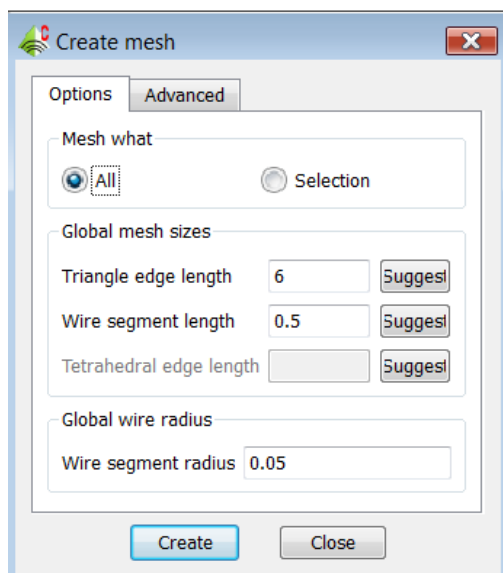 Create mesh
Options Advanced
Mesh what
All Selection
Global mesh sizes
Triangle edge length 6 Suggest
Wire segment length 0.5 Suggest
Tetrahedral edge length Suggest
Global wire radius
Wire segment radius 0.05
Create Close